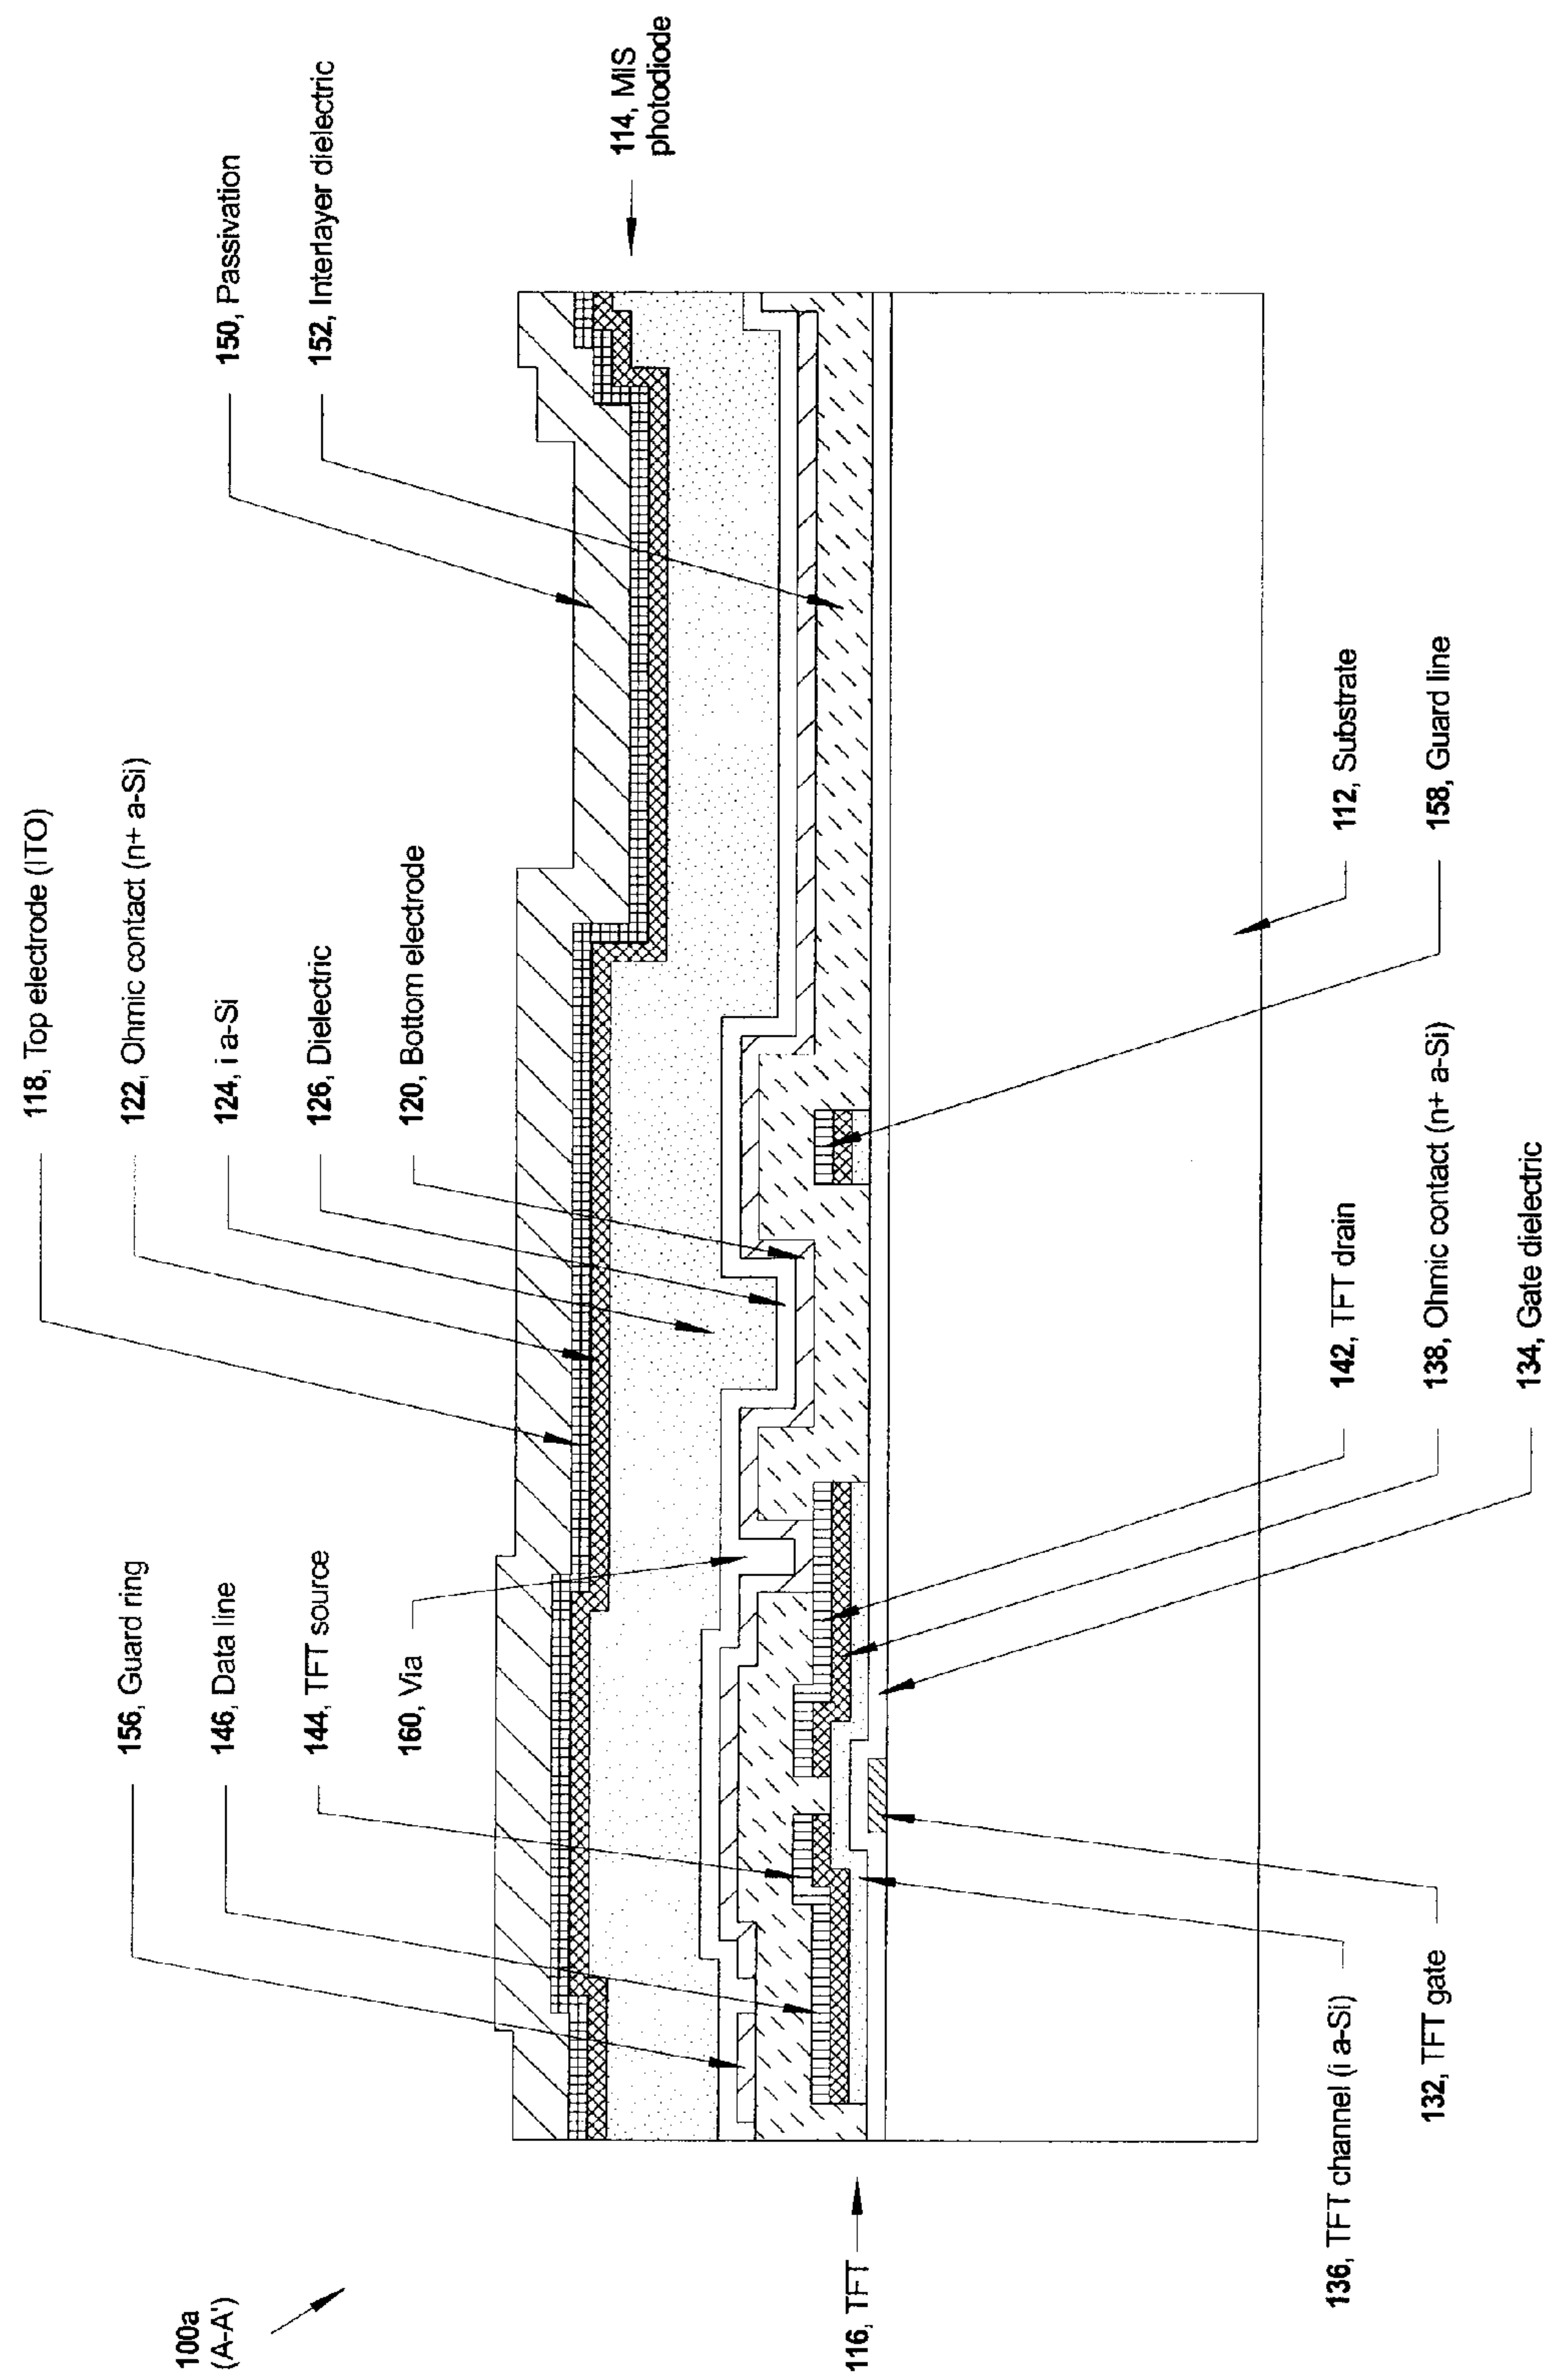 100a
(A-A')
118, Top electrode (ITO)
122, Ohmic contact (n+ a-Si)
124, i a-Si
126, Dielectric
120, Bottom electrode
150, Passivation
152, Interlayer dielectric
114, MIS
photodiode
156, Guard ring
146, Data line
144, TFT source
160, Via
116, TFT
112, Substrate
158, Guard line
142, TFT drain
138, Ohmic contact (n+ a-Si)
134, Gate dielectric
136, TFT channel (i a-Si)
132, TFT gate